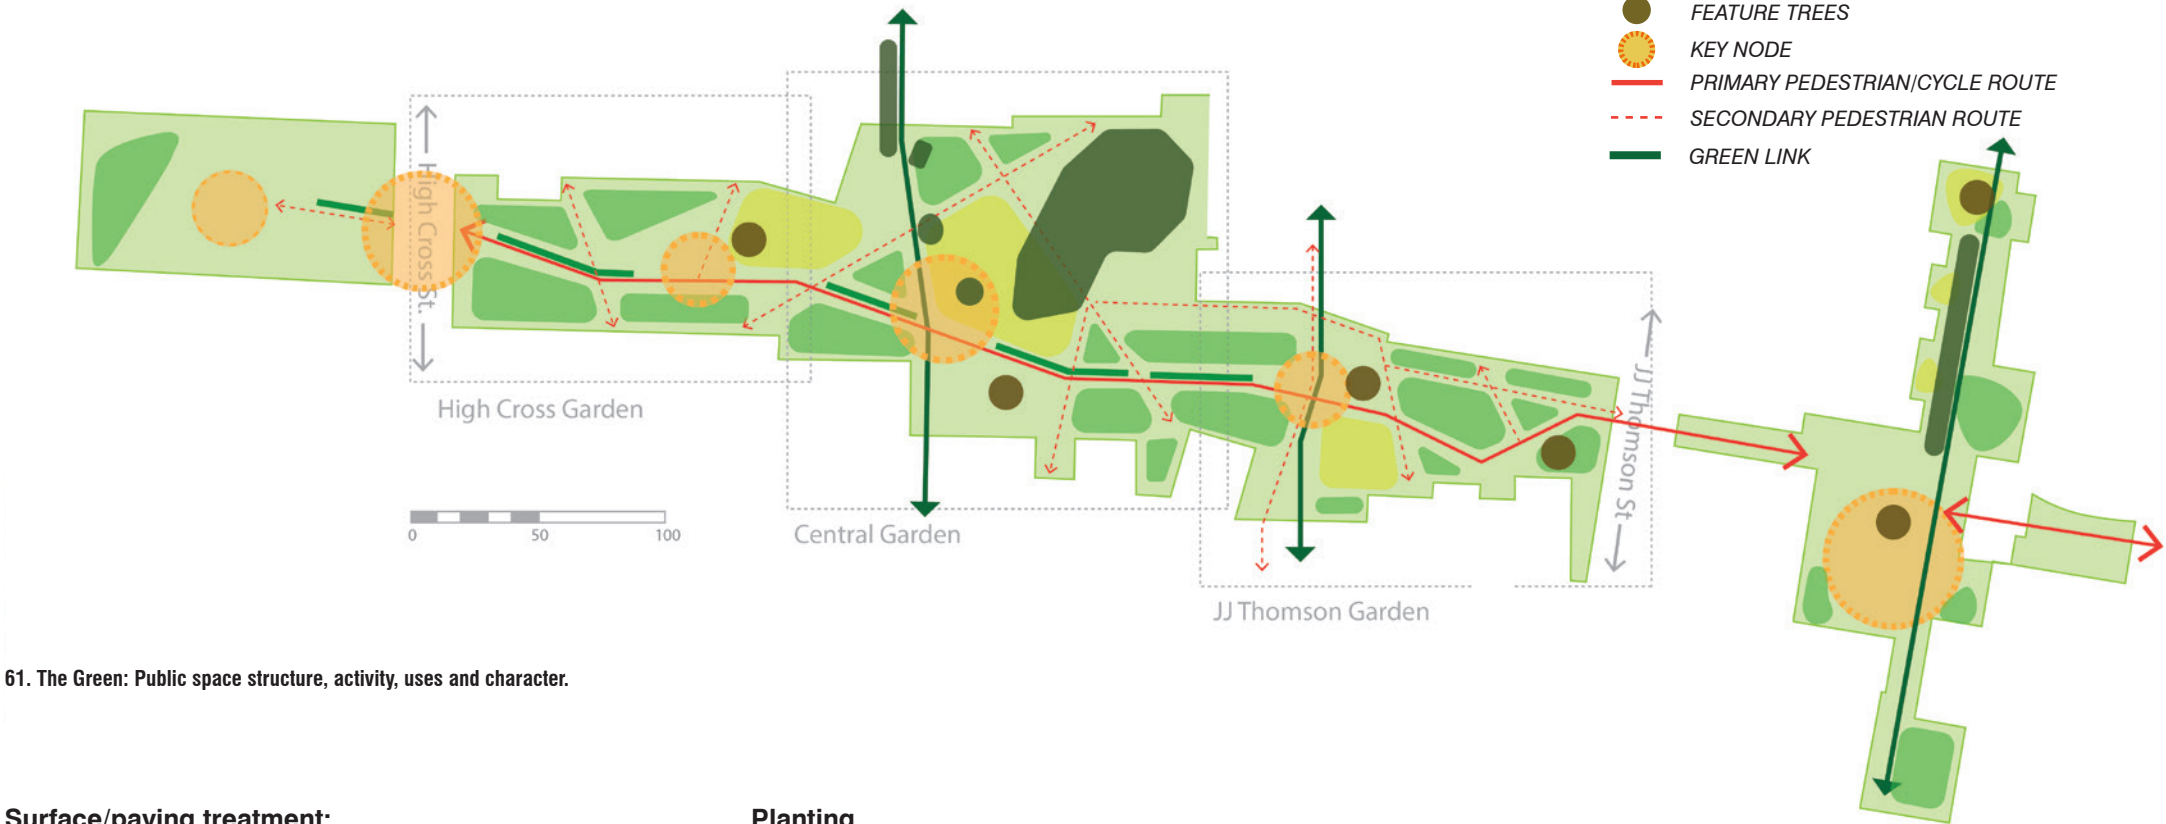 FEATURE TREES
KEY NODE
PRIMARY PEDESTRIAN/CYCLE ROUTE
SECONDARY PEDESTRIAN ROUTE
GREEN LINK
High Cross St.
JJ Thomson St
High Cross Garden
Central Garden
JJ Thomson Garden
0 50 100
61. The Green: Public space structure, activity, uses and character.
Surface/paving treatment:
Planting